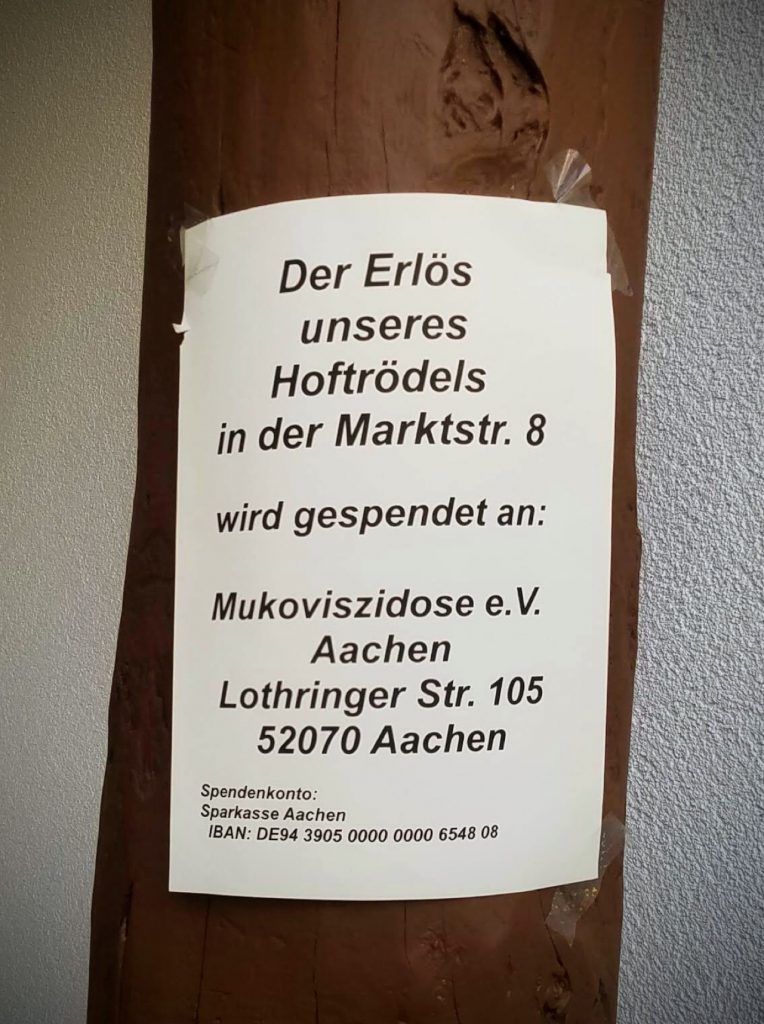 Der Erlös
unseres
Hoftrödels
in der Marktstr. 8
wird gespendet an:
Mukoviszidose e.V.
Aachen
Lothringer Str. 105
52070 Aachen
Spendenkonto:
Sparkasse Aachen
IBAN: DE94 3905 0000 0000 6548 08